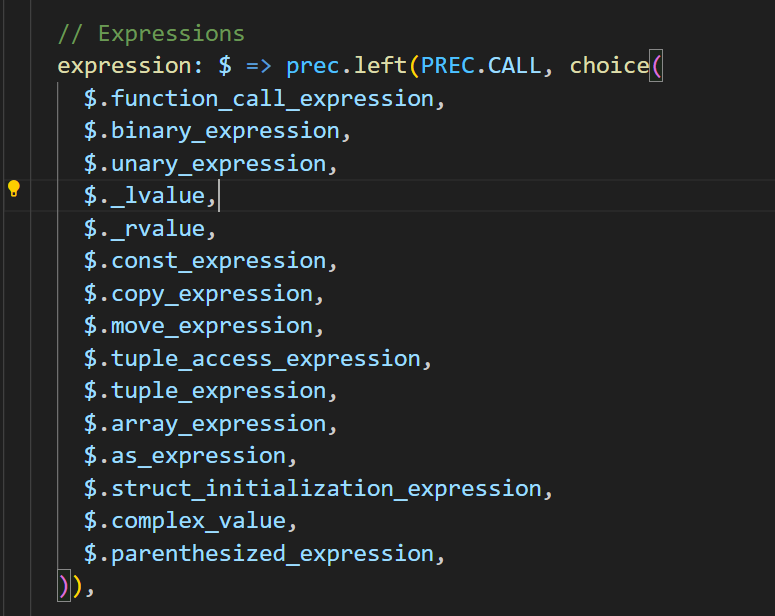 // Expressions
expression: $ => prec.left(PREC.CALL, choice(
$.function_call_expression,
$.binary_expression,
$.unary_expression,
$._lvalue,
$._rvalue,
$.const_expression,
$.copy_expression,
$.move_expression,
$.tuple_access_expression,
$.tuple_expression,
$.array_expression,
$.as_expression,
$.struct_initialization_expression,
$.complex_value,
$.parenthesized_expression,
)),